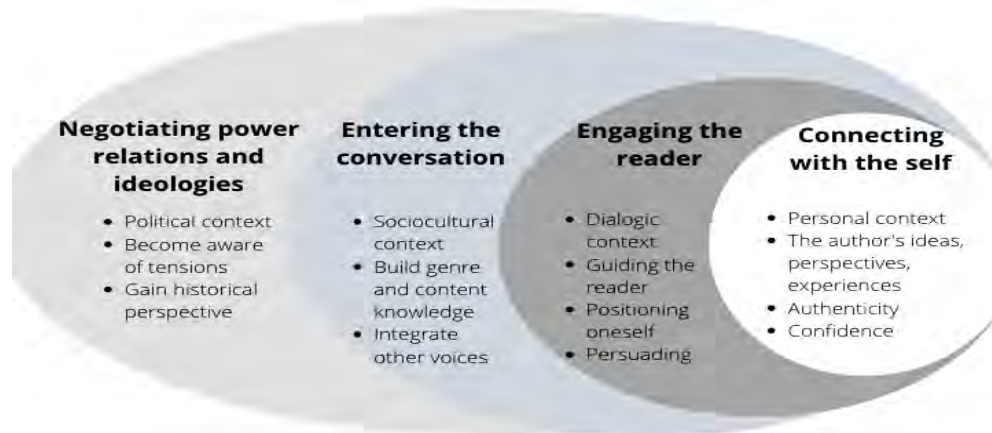 Negotiating power
relations and
ideologies
• Political context
• Become aware
of tensions
• Gain historical
perspective
Entering the
conversation
• Sociocultural
context
• Build genre
and content
knowledge
• Integrate
other voices
Engaging the
reader
• Dialogic
context
• Guiding the
reader
• Positioning
oneself
• Persuading
Connecting
with the self
• Personal context
• The author's ideas,
perspectives,
experiences
• Authenticity
• Confidence